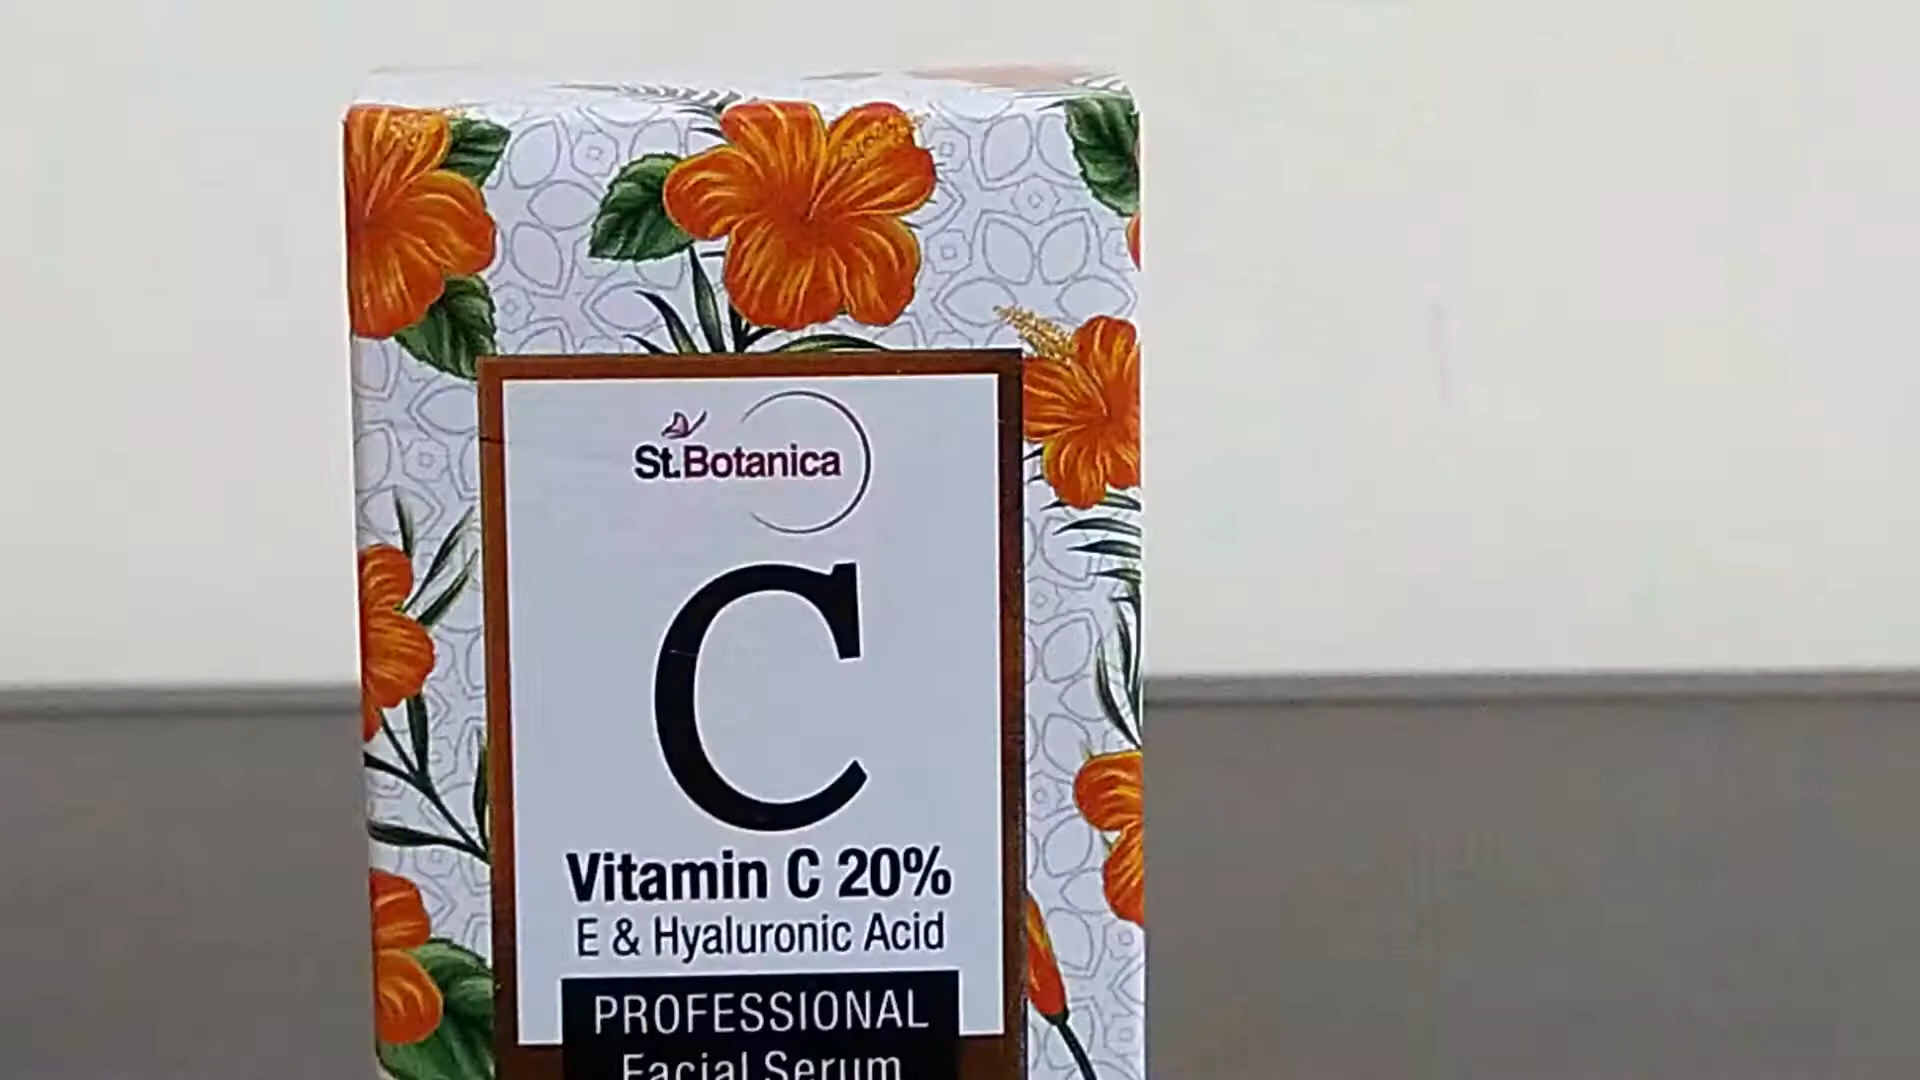 St.Botanica
C
Vitamin C 20%
E & Hyaluronic Acid
PROFESSIONAL
Facial Serum